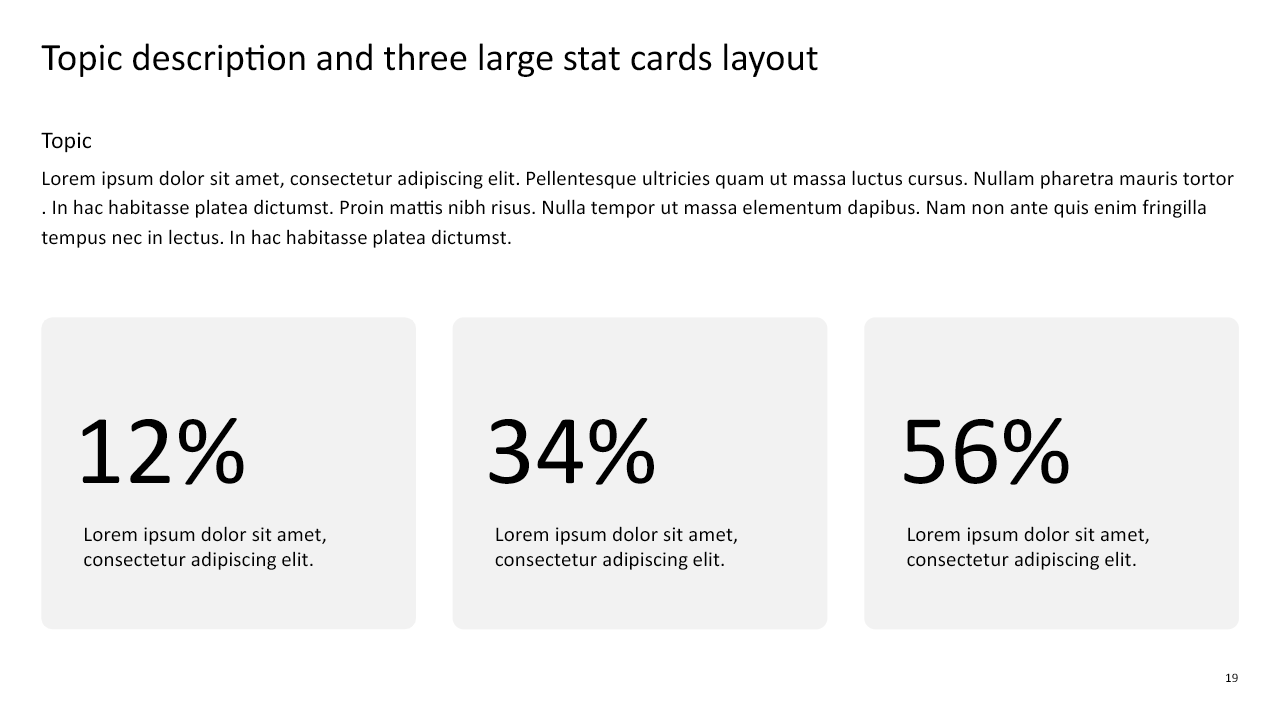 Topic description and three large stat cards layout
Topic
Lorem ipsum dolor sit amet, consectetur adipiscing elit. Pellentesque ultricies quam ut massa luctus cursus. Nullam pharetra mauris tortor
. In hac habitasse platea dictumst. Proin mattis nibh risus. Nulla tempor ut massa elementum dapibus. Nam non ante quis enim fringilla
tempus nec in lectus. In hac habitasse platea dictumst.
12%
Lorem ipsum dolor sit amet,
consectetur adipiscing elit.
34%
Lorem ipsum dolor sit amet,
consectetur adipiscing elit.
56%
Lorem ipsum dolor sit amet,
consectetur adipiscing elit.
19